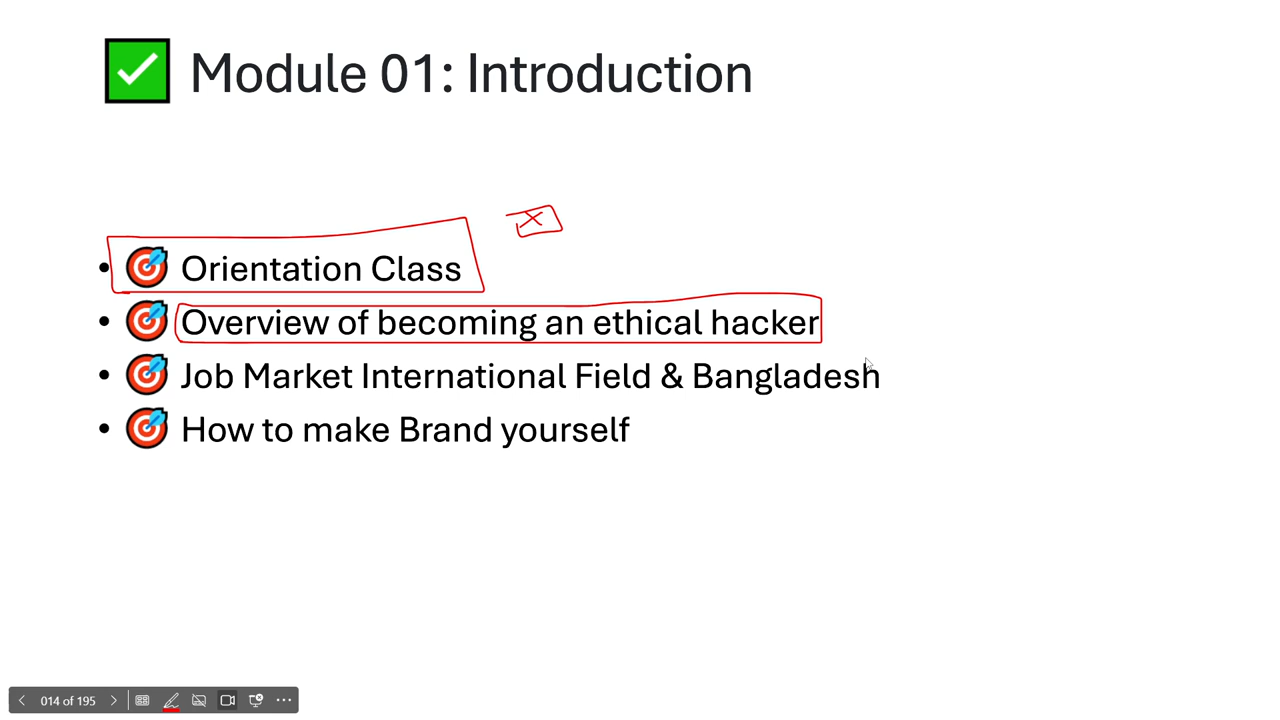 Module 01: Introduction
x
• Orientation Class
• Overview of becoming an ethical hacker
• Job Market International Field & Bangladesh
• How to make Brand yourself
014 of 195